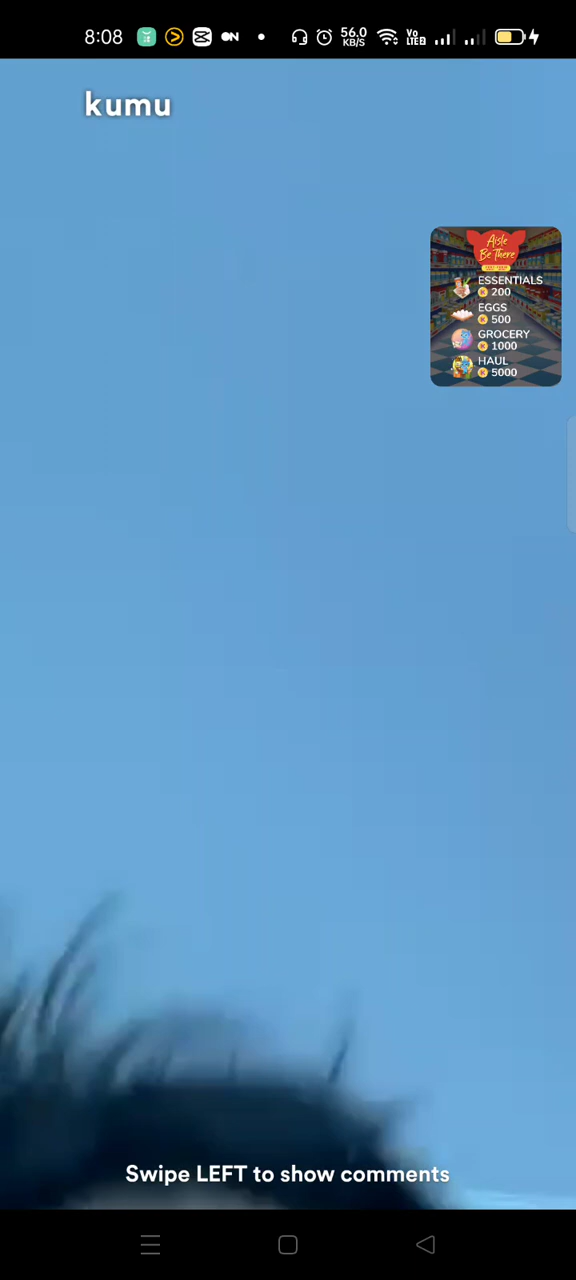 8:08
ON
56.0
KB/S
Vo
LTE2
kumu
Aisle
Be There
ESSENTIALS
200
EGGS
500
GROCERY
1000
HAUL
5000
Swipe LEFT to show comments